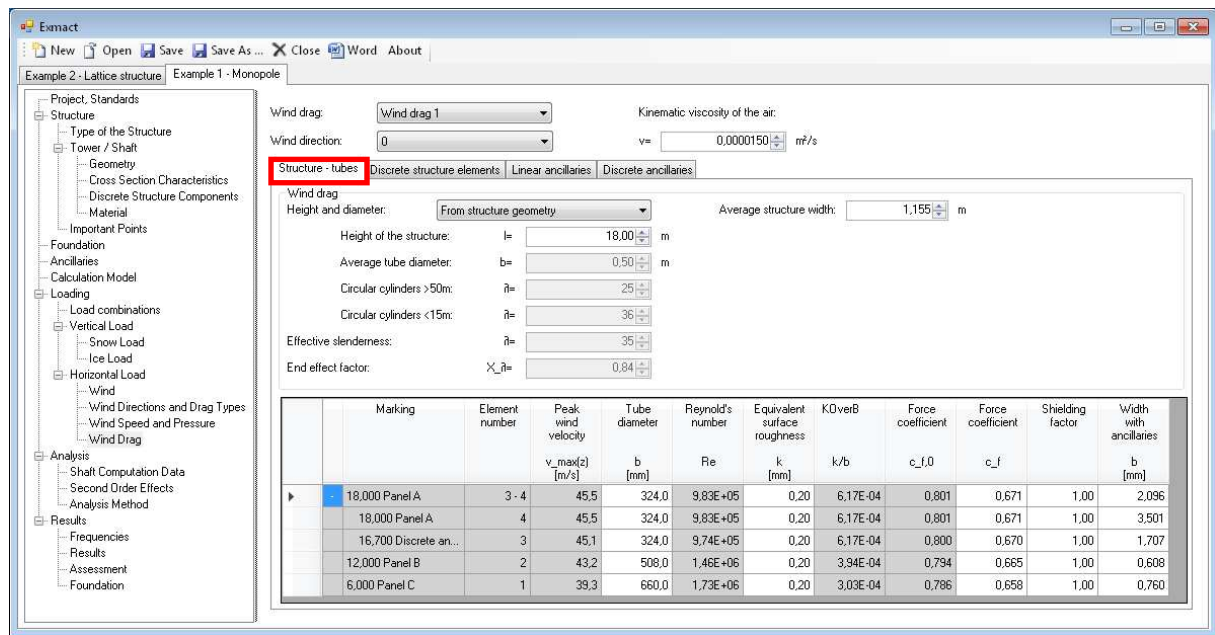 Exmact
New Open Save Save As ... Close Word About
Example 2 - Lattice structure Example 1 - Monopole
Project, Standards
Structure
Type of the Structure
Tower / Shaft
Geometry
Cross Section Characteristics
Discrete Structure Components
Material
Important Points
Foundation
Ancillaries
Calculation Model
Loading
Load combinations
Vertical Load
Snow Load
Ice Load
Horizontal Load
Wind
Wind Directions and Drag Types
Wind Speed and Pressure
Wind Drag
Analysis
Shaft Computation Data
Second Order Effects
Analysis Method
Results
Frequencies
Results
Assessment
Foundation
Wind drag: Wind drag 1 Kinematic viscosity of the air:
Wind direction: 0 v= 0,0000150 m²/s
Structure - tubes Discrete structure elements Linear ancillaries Discrete ancillaries
Wind drag
Height and diameter: From structure geometry Average structure width: 1,155 m
Height of the structure: l= 18,00 m
Average tube diameter: b= 0,50 m
Circular cylinders >50m: ∂= 25
Circular cylinders <15m: ∂= 36
Effective slenderness: ∂= 35
End effect factor: X_∂= 0,84
Marking Element number Peak wind velocity Tube diameter Reynold's number Equivalent surface roughness KOverB Force coefficient Force coefficient Shielding factor Width with ancillaries
v_max(z) [m/s] b [mm] Re k [mm] k/b c_f,0 c_f b [mm]
- 18,000 Panel A 3 - 4 45,5 324,0 9,83E+05 0,20 6,17E-04 0,801 0,671 1,00 2,096
18,000 Panel A 4 45,5 324,0 9,83E+05 0,20 6,17E-04 0,801 0,671 1,00 3,501
16,700 Discrete an... 3 45,1 324,0 9,74E+05 0,20 6,17E-04 0,800 0,670 1,00 1,707
12,000 Panel B 2 43,2 508,0 1,46E+06 0,20 3,94E-04 0,794 0,665 1,00 0,608
6,000 Panel C 1 39,3 660,0 1,73E+06 0,20 3,03E-04 0,786 0,658 1,00 0,760